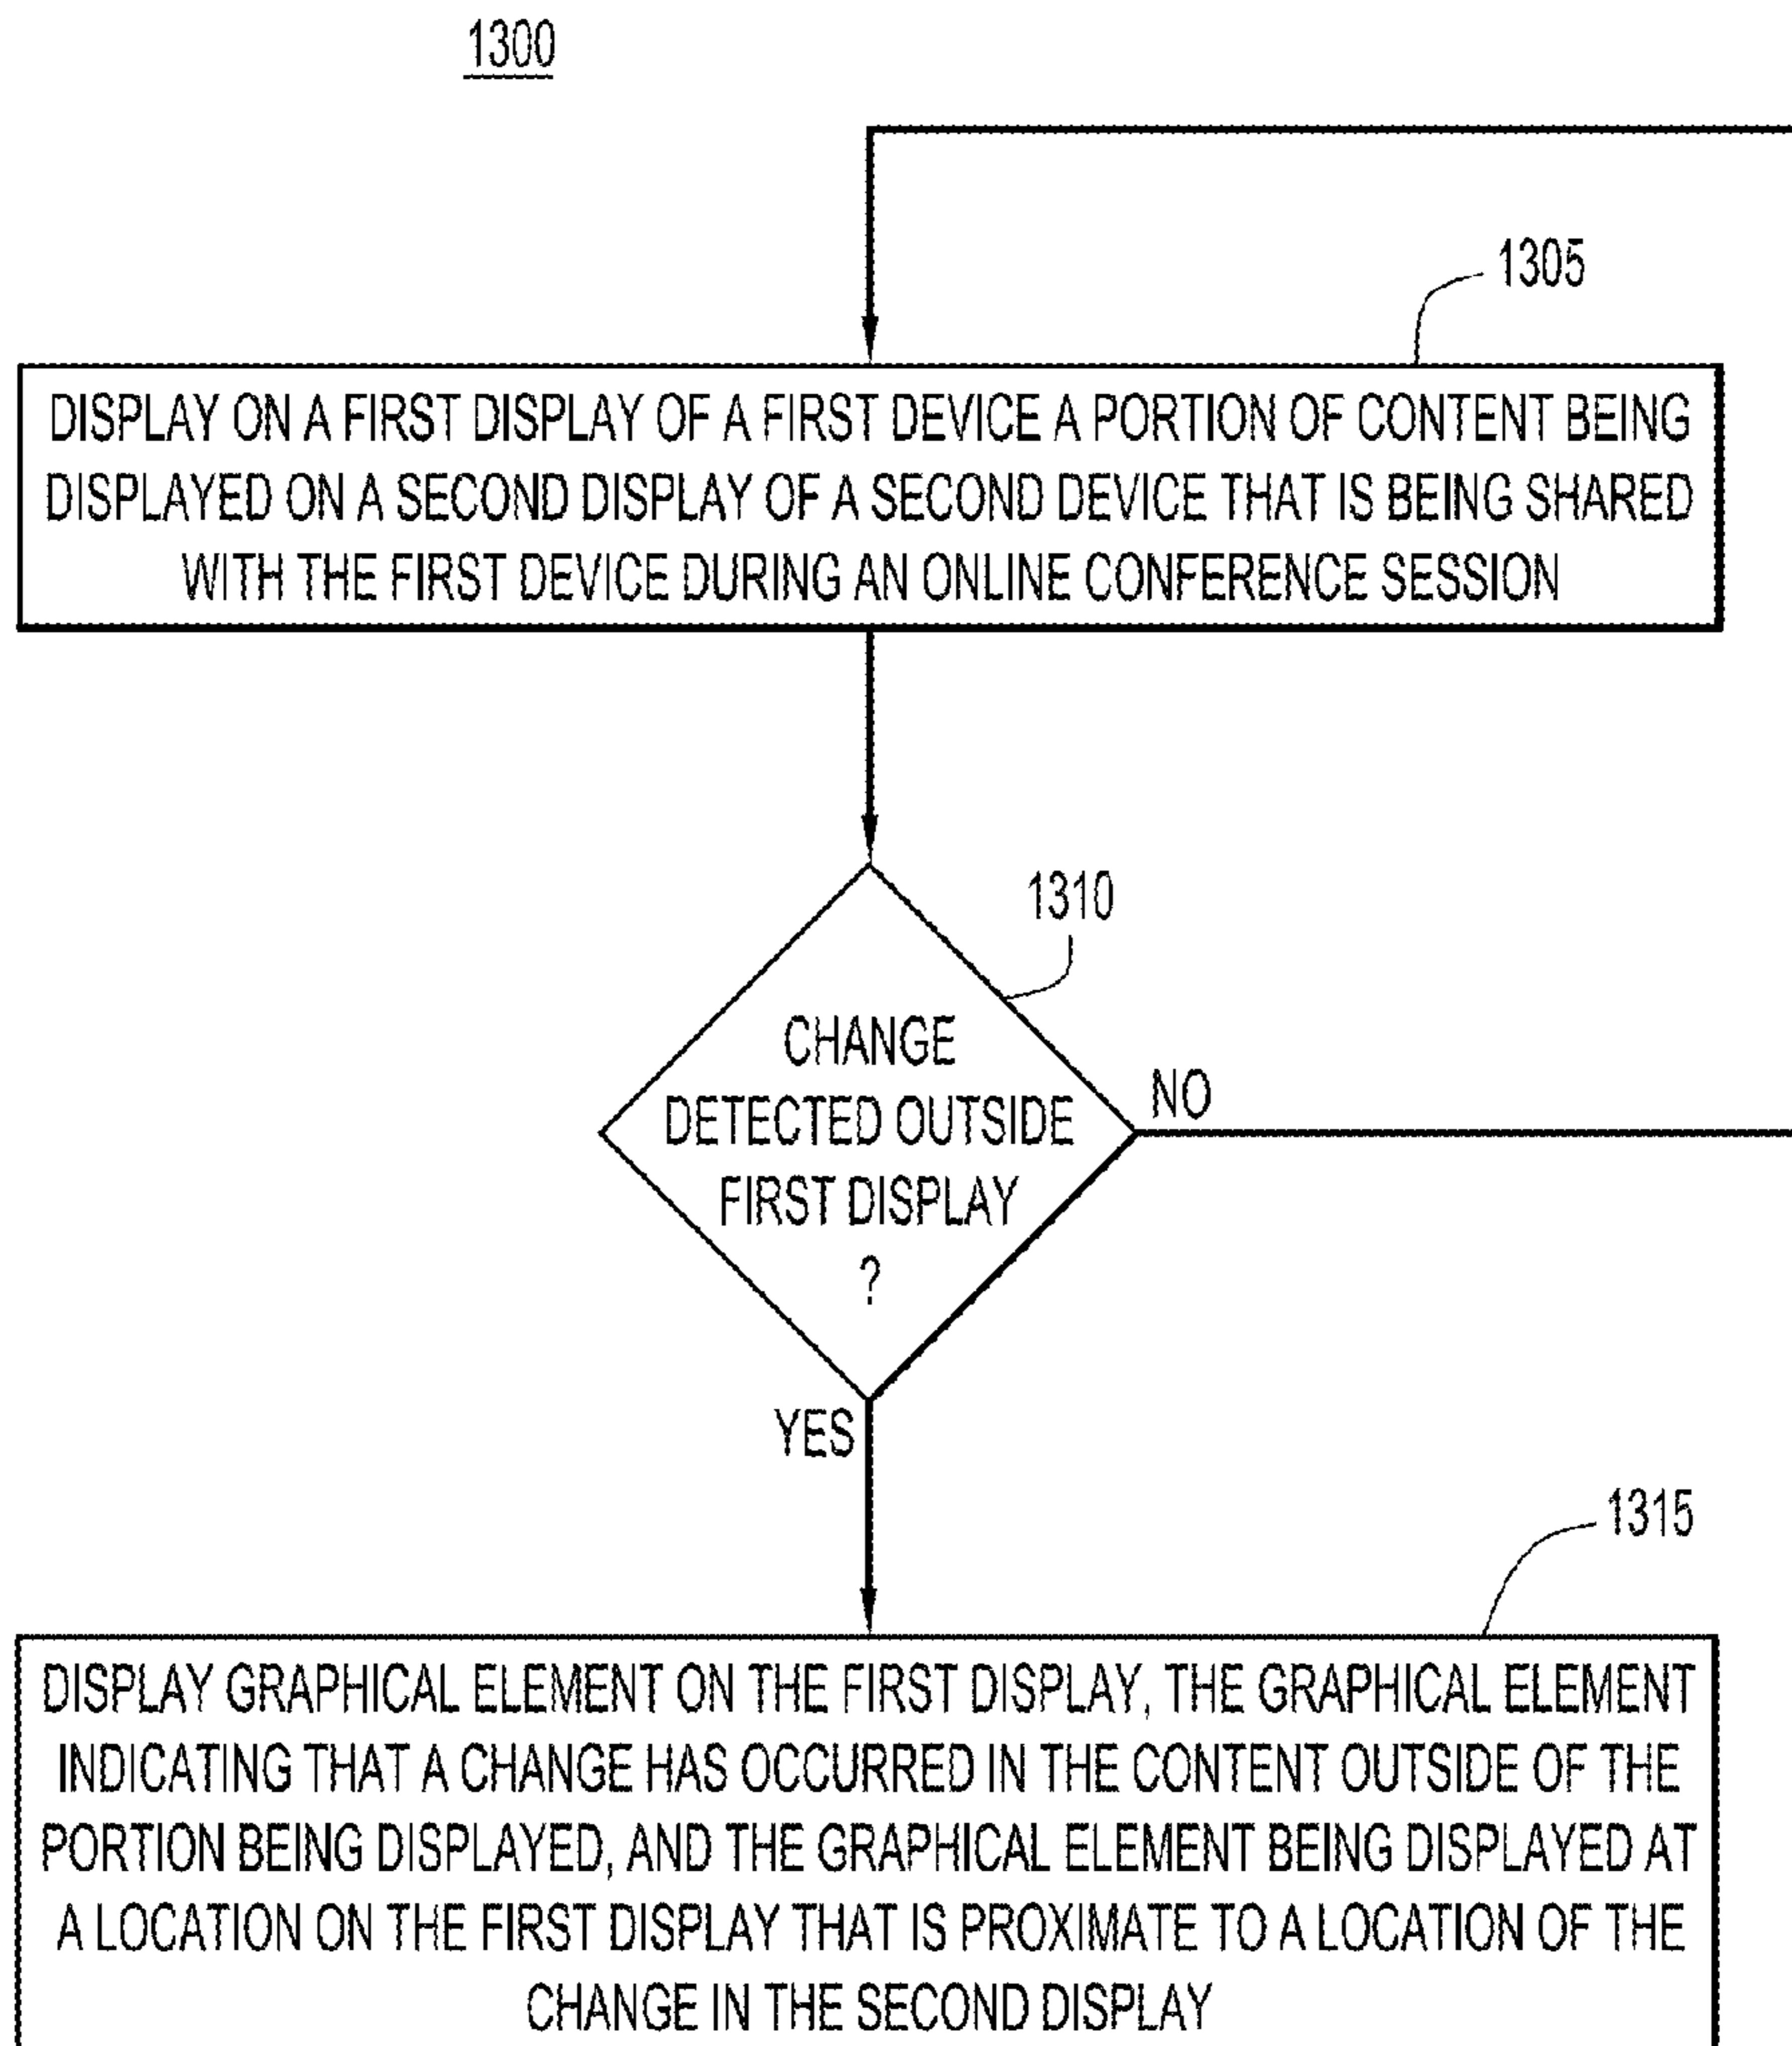 1300
1305
DISPLAY ON A FIRST DISPLAY OF A FIRST DEVICE A PORTION OF CONTENT BEING
DISPLAYED ON A SECOND DISPLAY OF A SECOND DEVICE THAT IS BEING SHARED
WITH THE FIRST DEVICE DURING AN ONLINE CONFERENCE SESSION
1310
CHANGE
DETECTED OUTSIDE
FIRST DISPLAY
?
NO
YES
1315
DISPLAY GRAPHICAL ELEMENT ON THE FIRST DISPLAY, THE GRAPHICAL ELEMENT
INDICATING THAT A CHANGE HAS OCCURRED IN THE CONTENT OUTSIDE OF THE
PORTION BEING DISPLAYED, AND THE GRAPHICAL ELEMENT BEING DISPLAYED AT
A LOCATION ON THE FIRST DISPLAY THAT IS PROXIMATE TO A LOCATION OF THE
CHANGE IN THE SECOND DISPLAY